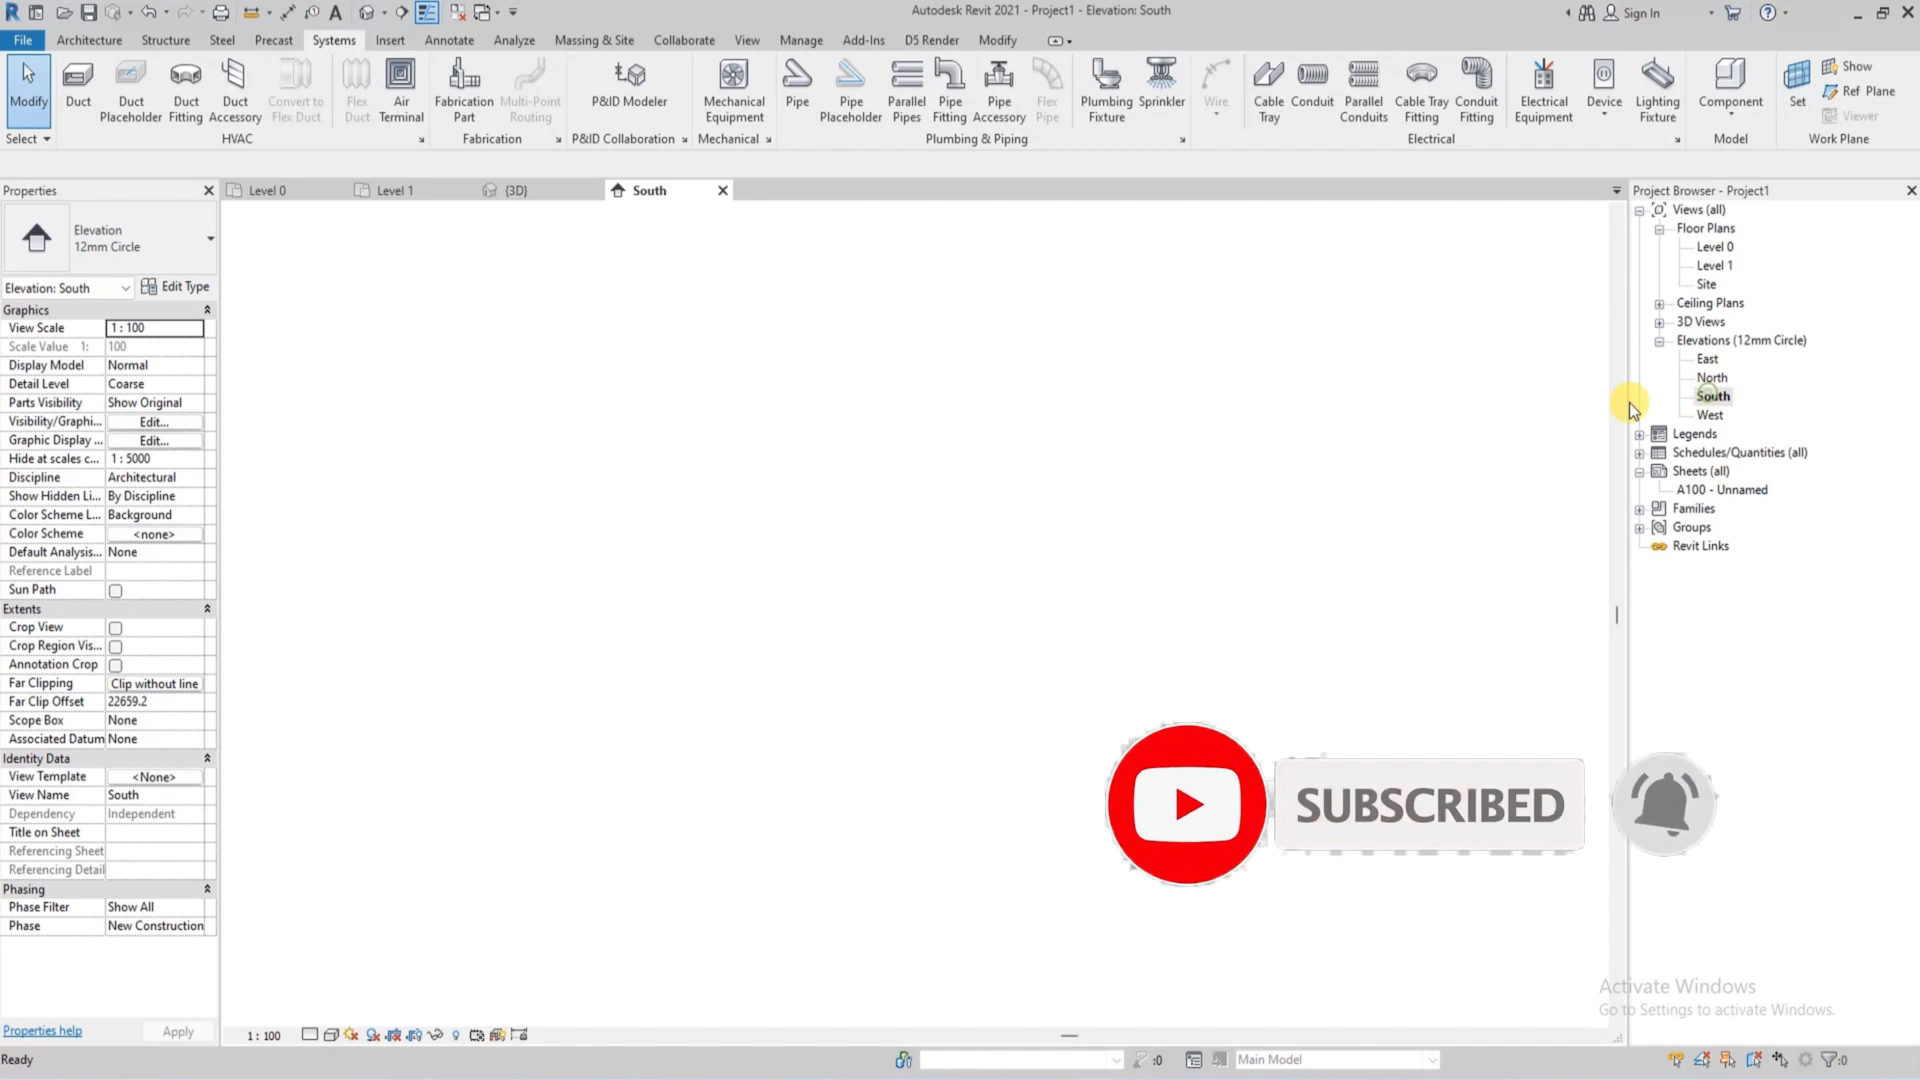 Autodesk Revit 2021 - Project1 - Elevation: South
Sign In
File Architecture Structure Steel Precast Systems Insert Annotate Analyze Massing & Site Collaborate View Manage Add-Ins D5 Render Modify
Modify
Duct
Duct Placeholder
Duct Fitting
Duct Accessory
Convert to Flex Duct
Flex Duct
Air Terminal
Fabrication Part
Multi-Point Routing
P&ID Modeler
Mechanical Equipment
Pipe
Pipe Placeholder
Parallel Pipes
Pipe Fitting
Pipe Accessory
Flex Pipe
Plumbing Fixture
Sprinkler
Wire
Cable Tray
Conduit
Parallel Conduits
Cable Tray Fitting
Conduit Fitting
Electrical Equipment
Device
Lighting Fixture
Component
Set
Show
Ref Plane
Viewer
Select HVAC Fabrication P&ID Collaboration Mechanical Plumbing & Piping Electrical Model Work Plane
Properties
Level 0
Level 1
{3D}
South
Project Browser - Project1
Elevation
12mm Circle
Elevation: South
Edit Type
Graphics
View Scale 1 : 100
Scale Value 1: 100
Display Model Normal
Detail Level Coarse
Parts Visibility Show Original
Visibility/Graphi... Edit...
Graphic Display ... Edit...
Hide at scales c... 1 : 5000
Discipline Architectural
Show Hidden Li... By Discipline
Color Scheme L... Background
Color Scheme <none>
Default Analysis... None
Reference Label
Sun Path
Extents
Crop View
Crop Region Vis...
Annotation Crop
Far Clipping Clip without line
Far Clip Offset 22659.2
Scope Box None
Associated Datum None
Identity Data
View Template <None>
View Name South
Dependency Independent
Title on Sheet
Referencing Sheet
Referencing Detail
Phasing
Phase Filter Show All
Phase New Construction
Properties help
Apply
Views (all)
Floor Plans
Level 0
Level 1
Site
Ceiling Plans
3D Views
Elevations (12mm Circle)
East
North
South
West
Legends
Schedules/Quantities (all)
Sheets (all)
A100 - Unnamed
Families
Groups
Revit Links
SUBSCRIBED
Activate Windows
Go to Settings to activate Windows.
1 : 100
Ready
:0
Main Model
:0